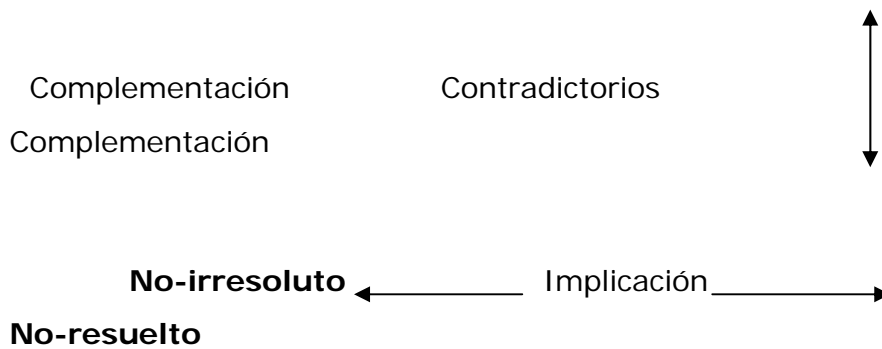 Complementación Contradictorios
Complementación
No-irresoluto Implicación
No-resuelto